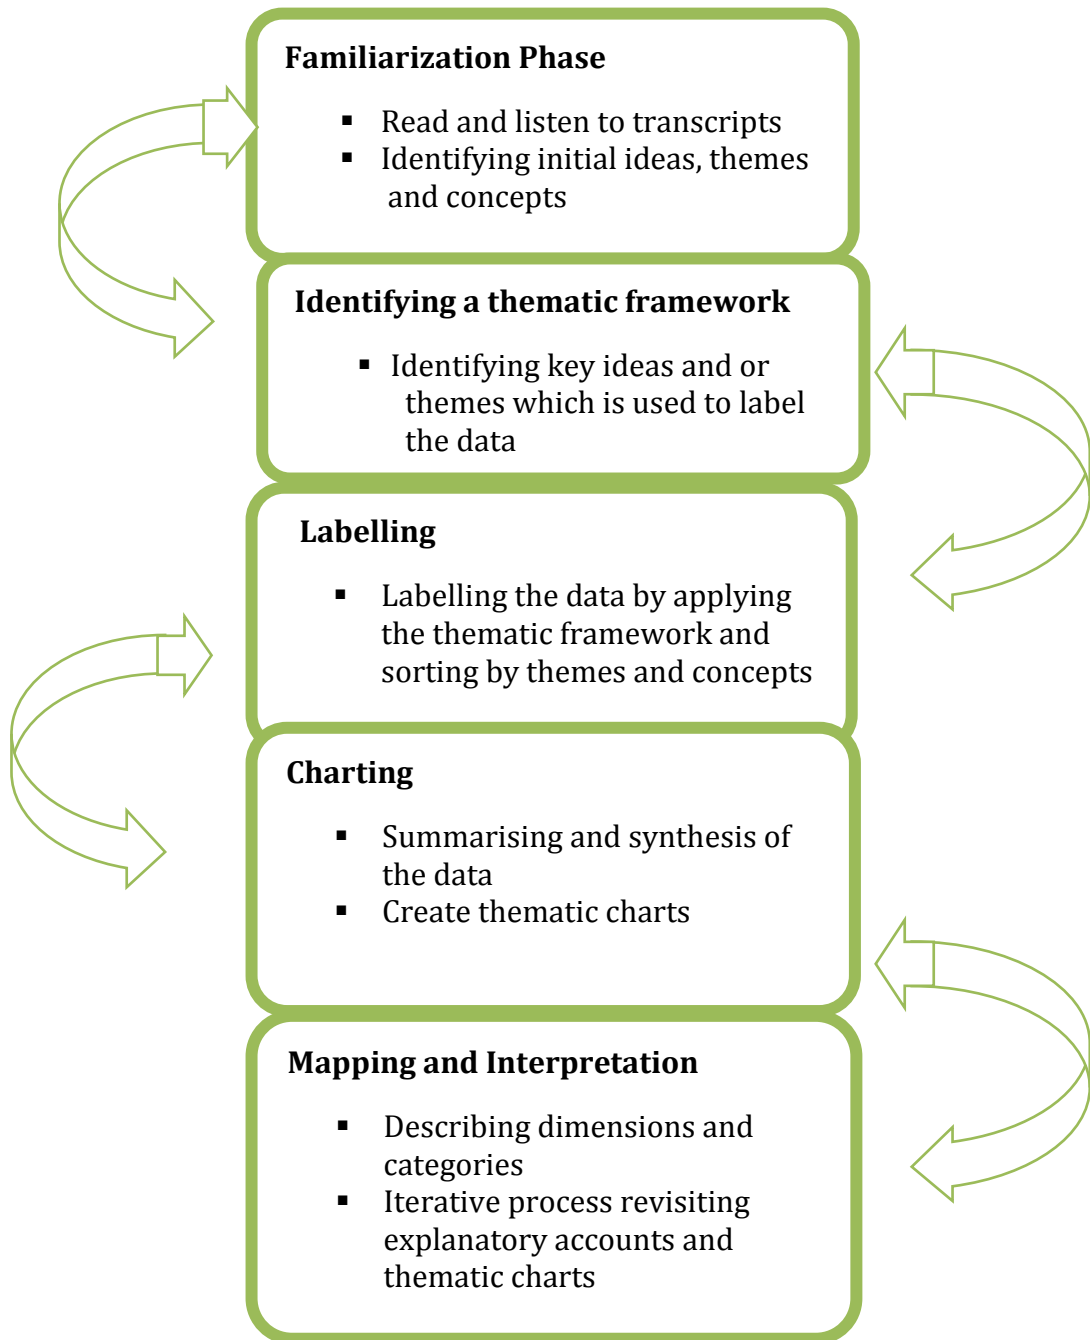 Familiarization Phase
▪ Read and listen to transcripts
▪ Identifying initial ideas, themes
and concepts
Identifying a thematic framework
▪ Identifying key ideas and or
themes which is used to label
the data
Labelling
▪ Labelling the data by applying
the thematic framework and
sorting by themes and concepts
Charting
▪ Summarising and synthesis of
the data
▪ Create thematic charts
Mapping and Interpretation
▪ Describing dimensions and
categories
▪ Iterative process revisiting
explanatory accounts and
thematic charts